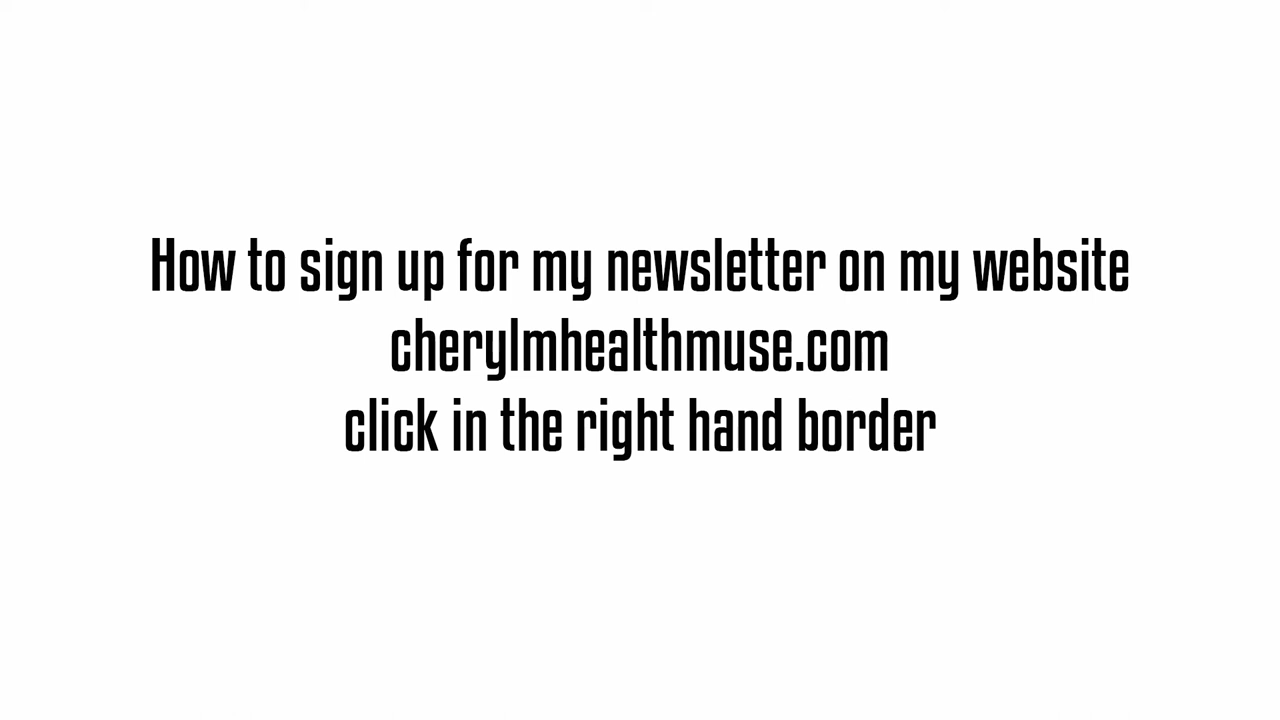 How to sign up for my newsletter on my website
cherylmhealthmuse.com
click in the right hand border